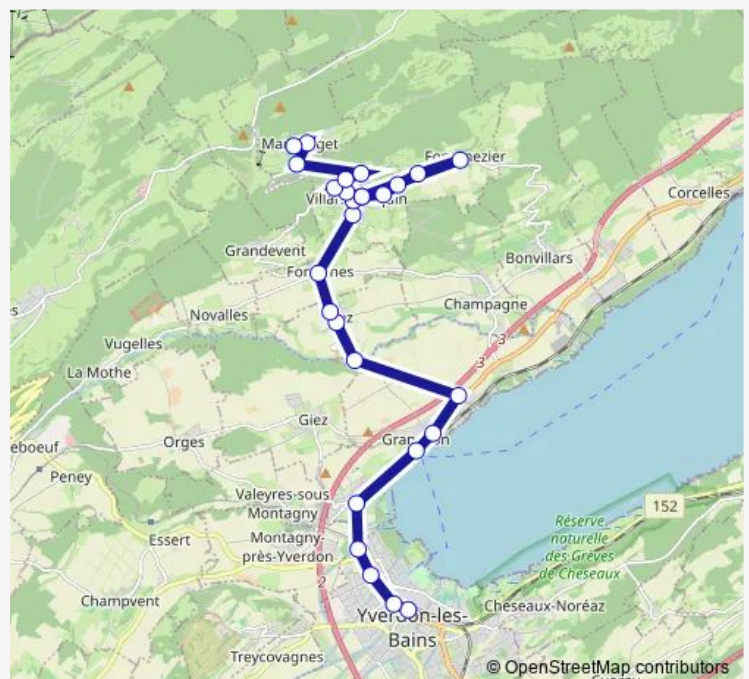 Corcelles
Grandevent
Bonvillars
Champagne
Novalles
Vugelles
3
3
La Mothe
Giez
Orges
Peney
Valeyres-sous
Montagny
152
Réserve
naturelle
des Grèves
de Cheseaux
Essert
Montagny-
près-Yverdon
2
Champvent
Cheseaux-Noréaz
Yverdon-les-
Bains
Treycovagnes
© OpenStreetMap contributors